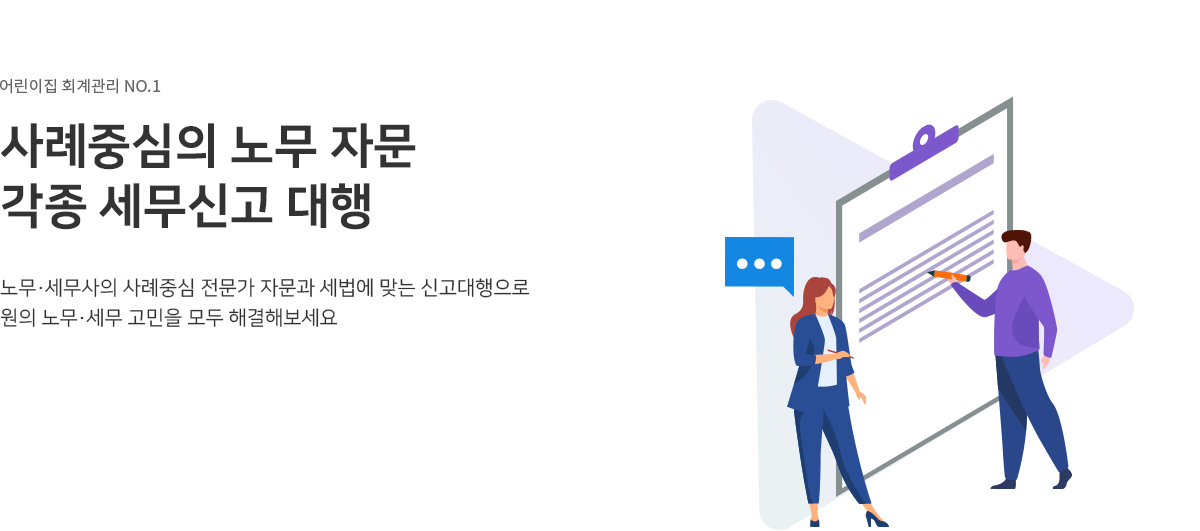 어린이집 회계관리 NO.1
사례중심의 노무 자문
각종 세무신고 대행
노무·세무사의 사례중심 전문가 자문과 세법에 맞는 신고대행으로
원의 노무·세무 고민을 모두 해결해보세요